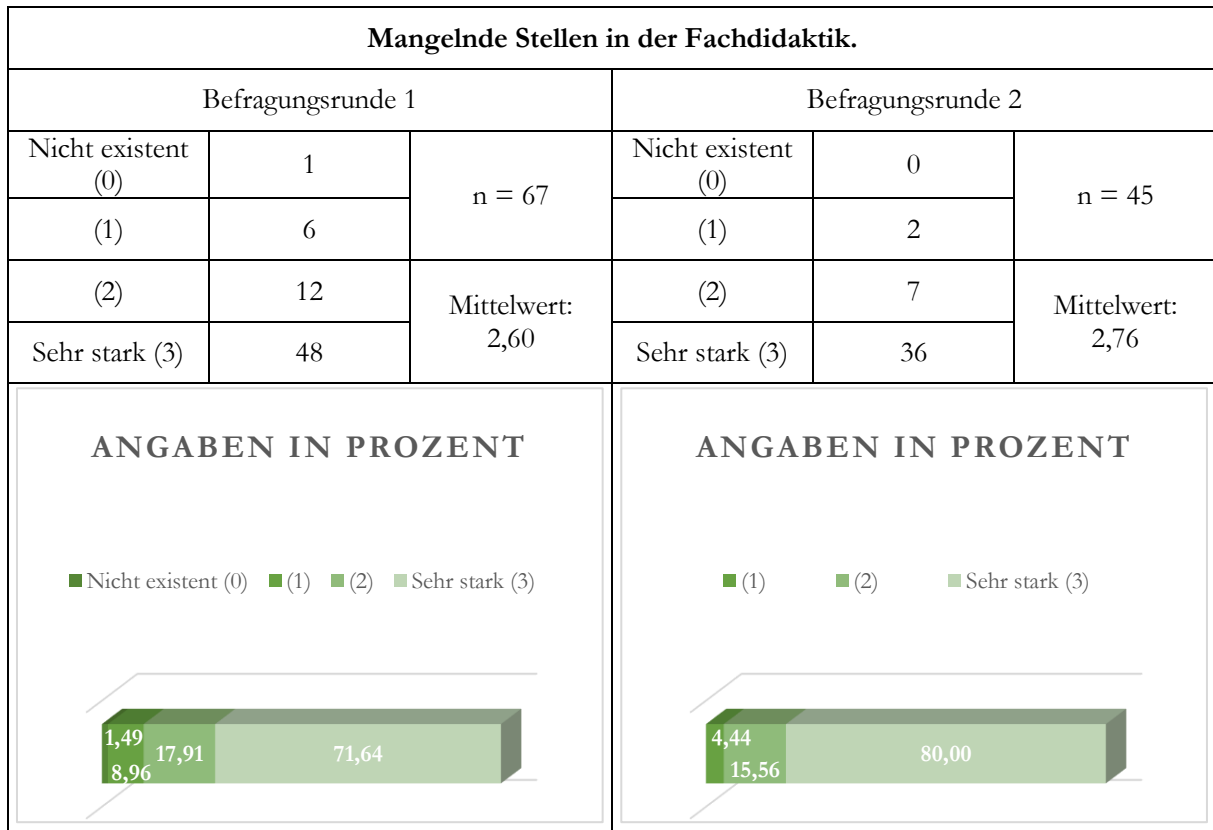 Mangelnde Stellen in der Fachdidaktik.
Befragungsrunde 1
Befragungsrunde 2
Nicht existent
(0)
1
n = 67
Nicht existent
(0)
0
n = 45
(1)
6
(1)
2
(2)
12
Mittelwert:
2,60
(2)
7
Mittelwert:
2,76
Sehr stark (3)
48
Sehr stark (3)
36
ANGABEN IN PROZENT
Nicht existent (0) (1) (2) Sehr stark (3)
1,49
8,96
17,91
71,64
ANGABEN IN PROZENT
(1) (2) Sehr stark (3)
4,44
15,56
80,00